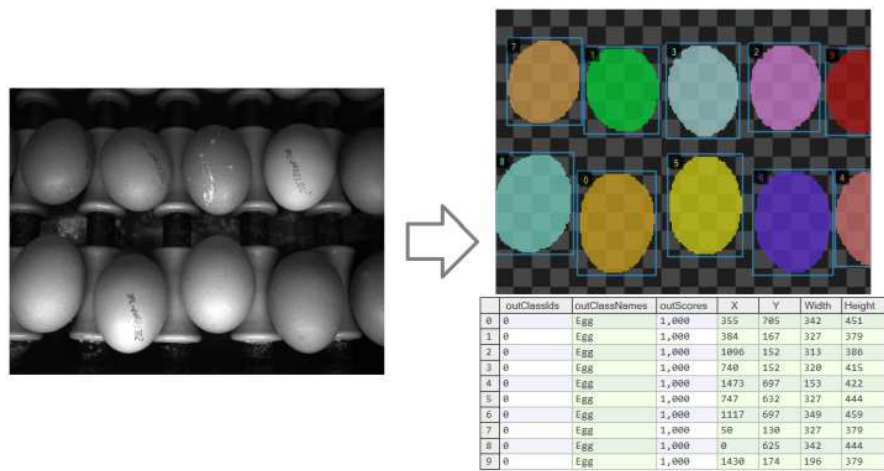 7 1 3 2 9
8 0 5 6 4
outClassIds outClassNames outScores X Y Width Height
0 0 Egg 1,000 355 705 342 451
1 0 Egg 1,000 384 167 327 379
2 0 Egg 1,000 1096 152 313 386
3 0 Egg 1,000 740 152 320 415
4 0 Egg 1,000 1473 697 153 422
5 0 Egg 1,000 747 632 327 444
6 0 Egg 1,000 1117 697 349 459
7 0 Egg 1,000 50 130 327 379
8 0 Egg 1,000 0 625 342 444
9 0 Egg 1,000 1430 174 196 379